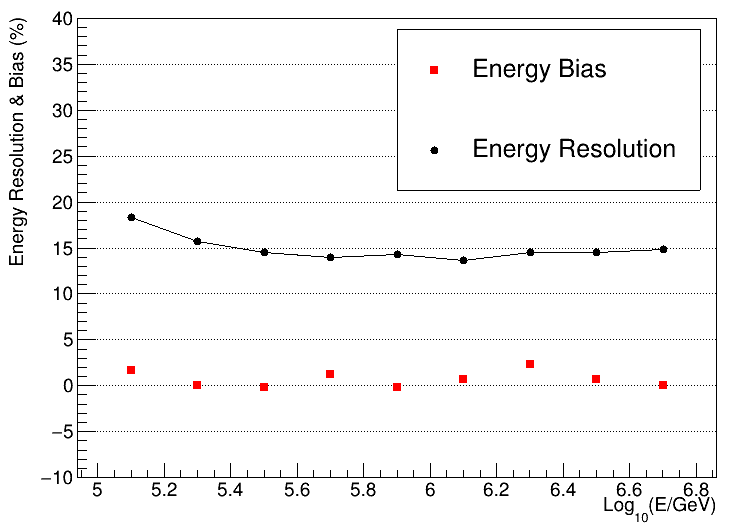 Energy Resolution & Bias (%)
40
35
30
25
20
15
10
5
0
−5
−10
Energy Bias
Energy Resolution
5 5.2 5.4 5.6 5.8 6 6.2 6.4 6.6 6.8
Log10(E/GeV)